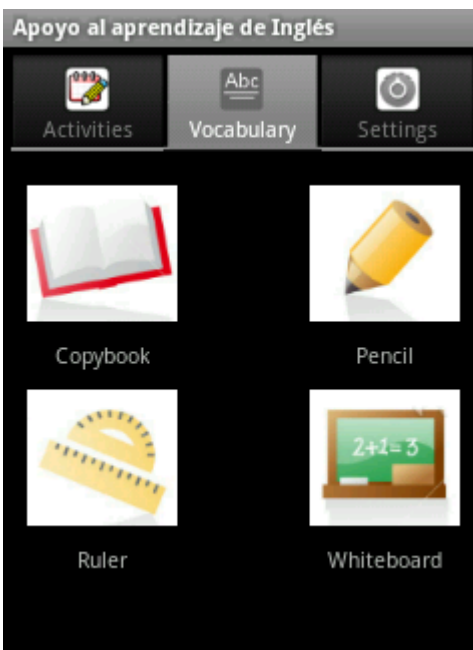 Apoyo al aprendizaje de Inglés
Abc
Activities Vocabulary Settings
Copybook Pencil
2+1=3
Ruler Whiteboard